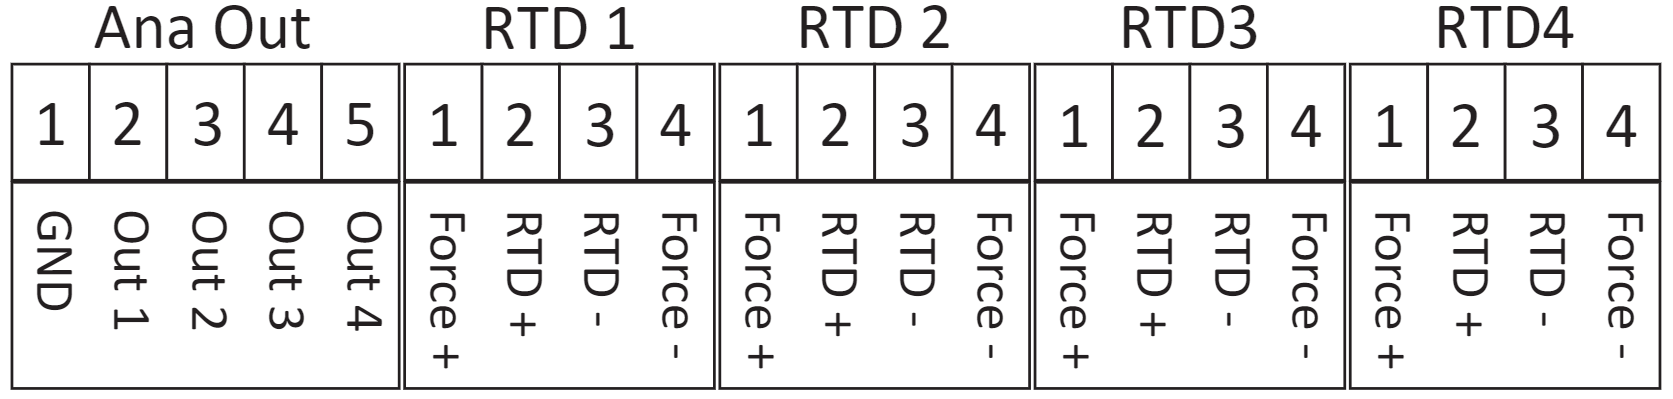 Ana Out RTD 1 RTD 2 RTD3 RTD4
1 2 3 4 5 1 2 3 4 1 2 3 4 1 2 3 4 1 2 3 4
GND
Out 1
Out 2
Out 3
Out 4
Force +
RTD +
RTD -
Force -
Force +
RTD +
RTD -
Force -
Force +
RTD +
RTD -
Force -
Force +
RTD +
RTD -
Force -